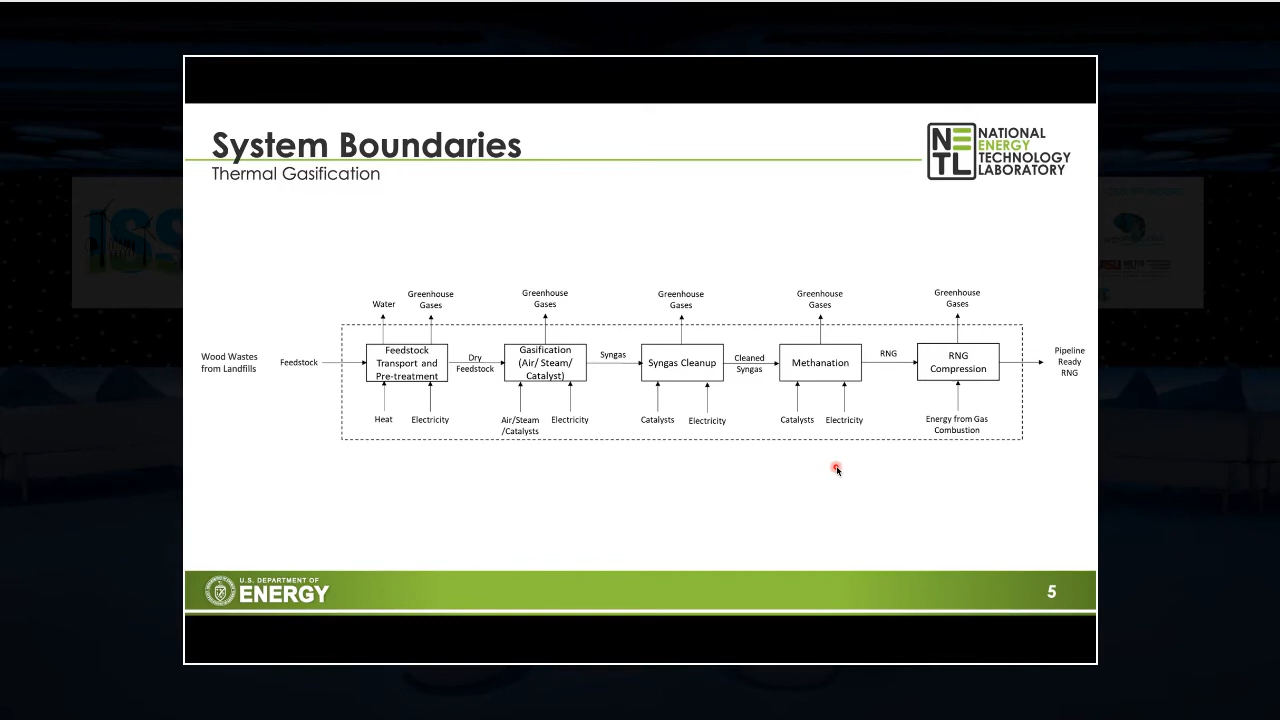 System Boundaries
Thermal Gasification
NETL
NATIONAL
ENERGY
TECHNOLOGY
LABORATORY
ISS
Water
Greenhouse
Gases
Greenhouse
Gases
Greenhouse
Gases
Greenhouse
Gases
Greenhouse
Gases
Wood Wastes
from Landfills
Feedstock
Feedstock
Transport and
Pre-treatment
Dry
Feedstock
Gasification
(Air/ Steam/
Catalyst)
Syngas
Syngas Cleanup
Cleaned
Syngas
Methanation
RNG
RNG
Compression
Pipeline
Ready
RNG
Heat
Electricity
Air/Steam
/Catalysts
Electricity
Catalysts
Electricity
Catalysts
Electricity
Energy from Gas
Combustion
U.S. DEPARTMENT OF
ENERGY
5